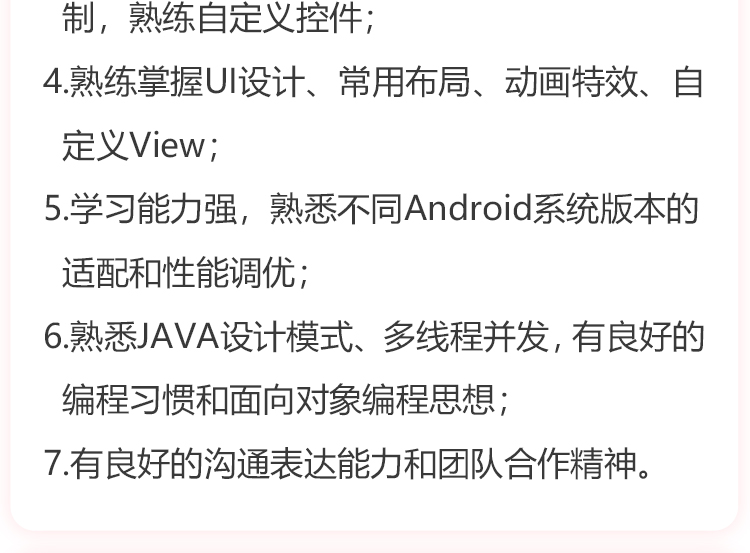 制，熟练自定义控件；
4.熟练掌握UI设计、常用布局、动画特效、自
定义View；
5.学习能力强，熟悉不同Android系统版本的
适配和性能调优；
6.熟悉JAVA设计模式、多线程并发, 有良好的
编程习惯和面向对象编程思想；
7.有良好的沟通表达能力和团队合作精神。